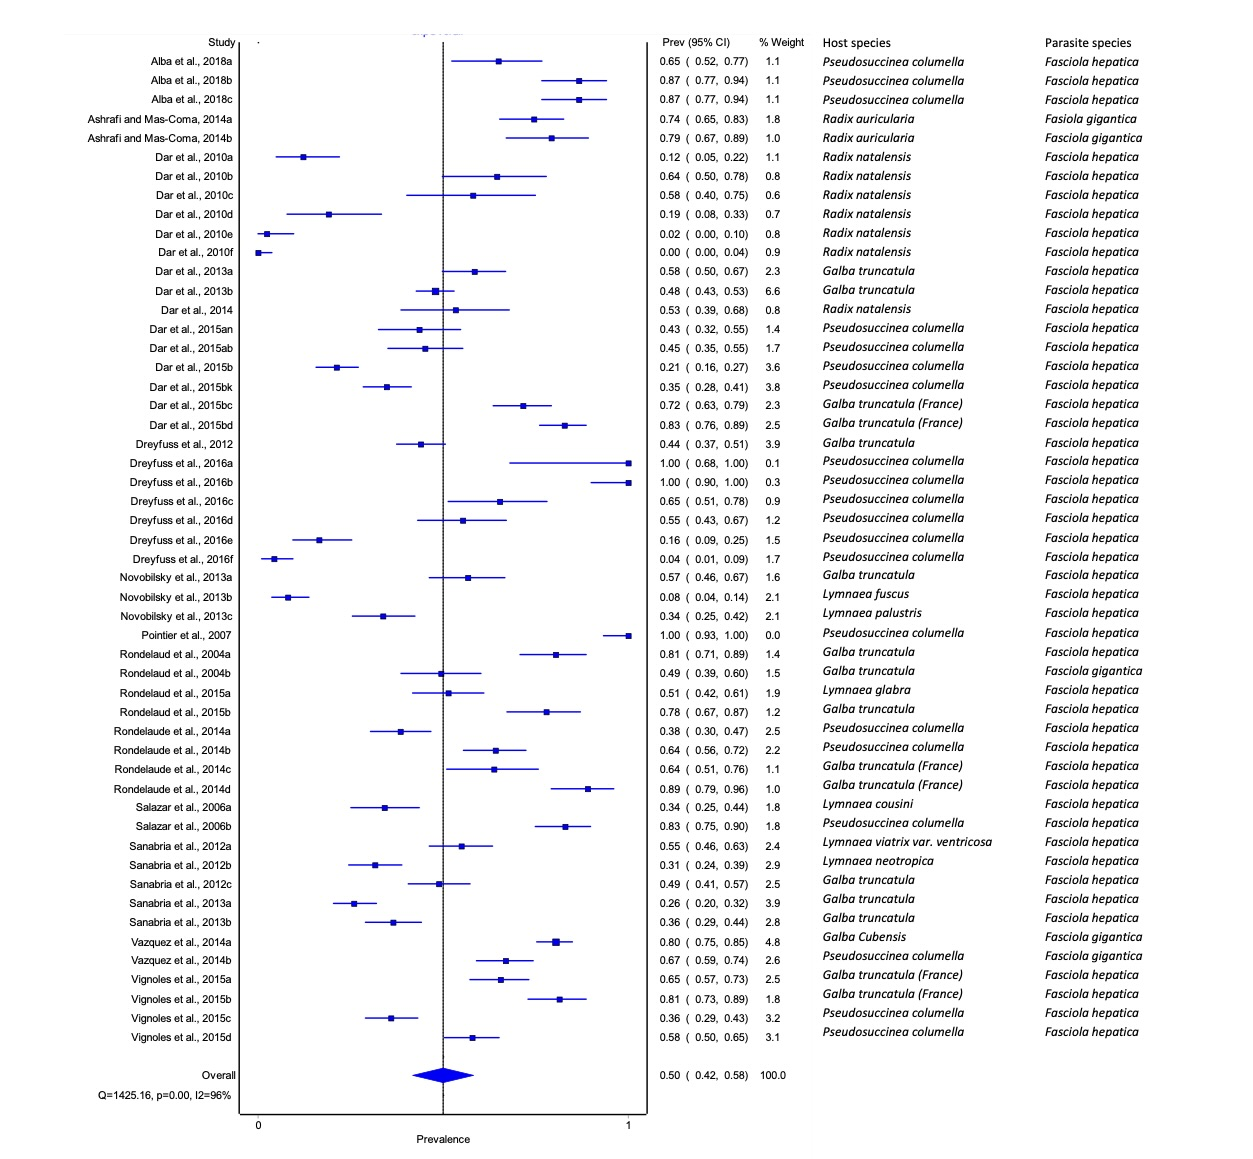 Study Prev (95% CI) % Weight Host species Parasite species
Alba et al., 2018a 0.65 ( 0.52, 0.77) 1.1 Pseudosuccinea columella Fasciola hepatica
Alba et al., 2018b 0.87 ( 0.77, 0.94) 1.1 Pseudosuccinea columella Fasciola hepatica
Alba et al., 2018c 0.87 ( 0.77, 0.94) 1.1 Pseudosuccinea columella Fasciola hepatica
Ashrafi and Mas-Coma, 2014a 0.74 ( 0.65, 0.83) 1.8 Radix auricularia Fasiola gigantica
Ashrafi and Mas-Coma, 2014b 0.79 ( 0.67, 0.89) 1.0 Radix auricularia Fasciola gigantica
Dar et al., 2010a 0.12 ( 0.05, 0.22) 1.1 Radix natalensis Fasciola hepatica
Dar et al., 2010b 0.64 ( 0.50, 0.78) 0.8 Radix natalensis Fasciola hepatica
Dar et al., 2010c 0.58 ( 0.40, 0.75) 0.6 Radix natalensis Fasciola hepatica
Dar et al., 2010d 0.19 ( 0.08, 0.33) 0.7 Radix natalensis Fasciola hepatica
Dar et al., 2010e 0.02 ( 0.00, 0.10) 0.8 Radix natalensis Fasciola hepatica
Dar et al., 2010f 0.00 ( 0.00, 0.04) 0.9 Radix natalensis Fasciola hepatica
Dar et al., 2013a 0.58 ( 0.50, 0.67) 2.3 Galba truncatula Fasciola hepatica
Dar et al., 2013b 0.48 ( 0.43, 0.53) 6.6 Galba truncatula Fasciola hepatica
Dar et al., 2014 0.53 ( 0.39, 0.68) 0.8 Radix natalensis Fasciola hepatica
Dar et al., 2015an 0.43 ( 0.32, 0.55) 1.4 Pseudosuccinea columella Fasciola hepatica
Dar et al., 2015ab 0.45 ( 0.35, 0.55) 1.7 Pseudosuccinea columella Fasciola hepatica
Dar et al., 2015b 0.21 ( 0.16, 0.27) 3.6 Pseudosuccinea columella Fasciola hepatica
Dar et al., 2015bk 0.35 ( 0.28, 0.41) 3.8 Pseudosuccinea columella Fasciola hepatica
Dar et al., 2015bc 0.72 ( 0.63, 0.79) 2.3 Galba truncatula (France) Fasciola hepatica
Dar et al., 2015bd 0.83 ( 0.76, 0.89) 2.5 Galba truncatula (France) Fasciola hepatica
Dreyfuss et al., 2012 0.44 ( 0.37, 0.51) 3.9 Galba truncatula Fasciola hepatica
Dreyfuss et al., 2016a 1.00 ( 0.68, 1.00) 0.1 Pseudosuccinea columella Fasciola hepatica
Dreyfuss et al., 2016b 1.00 ( 0.90, 1.00) 0.3 Pseudosuccinea columella Fasciola hepatica
Dreyfuss et al., 2016c 0.65 ( 0.51, 0.78) 0.9 Pseudosuccinea columella Fasciola hepatica
Dreyfuss et al., 2016d 0.55 ( 0.43, 0.67) 1.2 Pseudosuccinea columella Fasciola hepatica
Dreyfuss et al., 2016e 0.16 ( 0.09, 0.25) 1.5 Pseudosuccinea columella Fasciola hepatica
Dreyfuss et al., 2016f 0.04 ( 0.01, 0.09) 1.7 Pseudosuccinea columella Fasciola hepatica
Novobilsky et al., 2013a 0.57 ( 0.46, 0.67) 1.6 Galba truncatula Fasciola hepatica
Novobilsky et al., 2013b 0.08 ( 0.04, 0.14) 2.1 Lymnaea fuscus Fasciola hepatica
Novobilsky et al., 2013c 0.34 ( 0.25, 0.42) 2.1 Lymnaea palustris Fasciola hepatica
Pointier et al., 2007 1.00 ( 0.93, 1.00) 0.0 Pseudosuccinea columella Fasciola hepatica
Rondelaud et al., 2004a 0.81 ( 0.71, 0.89) 1.4 Galba truncatula Fasciola hepatica
Rondelaud et al., 2004b 0.49 ( 0.39, 0.60) 1.5 Galba truncatula Fasciola gigantica
Rondelaud et al., 2015a 0.51 ( 0.42, 0.61) 1.9 Lymnaea glabra Fasciola hepatica
Rondelaud et al., 2015b 0.78 ( 0.67, 0.87) 1.2 Galba truncatula Fasciola hepatica
Rondelaude et al., 2014a 0.38 ( 0.30, 0.47) 2.5 Pseudosuccinea columella Fasciola hepatica
Rondelaude et al., 2014b 0.64 ( 0.56, 0.72) 2.2 Pseudosuccinea columella Fasciola hepatica
Rondelaude et al., 2014c 0.64 ( 0.51, 0.76) 1.1 Galba truncatula (France) Fasciola hepatica
Rondelaude et al., 2014d 0.89 ( 0.79, 0.96) 1.0 Galba truncatula (France) Fasciola hepatica
Salazar et al., 2006a 0.34 ( 0.25, 0.44) 1.8 Lymnaea cousini Fasciola hepatica
Salazar et al., 2006b 0.83 ( 0.75, 0.90) 1.8 Pseudosuccinea columella Fasciola hepatica
Sanabria et al., 2012a 0.55 ( 0.46, 0.63) 2.4 Lymnaea viatrix var. ventricosa Fasciola hepatica
Sanabria et al., 2012b 0.31 ( 0.24, 0.39) 2.9 Lymnaea neotropica Fasciola hepatica
Sanabria et al., 2012c 0.49 ( 0.41, 0.57) 2.5 Galba truncatula Fasciola hepatica
Sanabria et al., 2013a 0.26 ( 0.20, 0.32) 3.9 Galba truncatula Fasciola hepatica
Sanabria et al., 2013b 0.36 ( 0.29, 0.44) 2.8 Galba truncatula Fasciola hepatica
Vazquez et al., 2014a 0.80 ( 0.75, 0.85) 4.8 Galba Cubensis Fasciola gigantica
Vazquez et al., 2014b 0.67 ( 0.59, 0.74) 2.6 Pseudosuccinea columella Fasciola gigantica
Vignoles et al., 2015a 0.65 ( 0.57, 0.73) 2.5 Galba truncatula (France) Fasciola hepatica
Vignoles et al., 2015b 0.81 ( 0.73, 0.89) 1.8 Galba truncatula (France) Fasciola hepatica
Vignoles et al., 2015c 0.36 ( 0.29, 0.43) 3.2 Pseudosuccinea columella Fasciola hepatica
Vignoles et al., 2015d 0.58 ( 0.50, 0.65) 3.1 Pseudosuccinea columella Fasciola hepatica
Overall 0.50 ( 0.42, 0.58) 100.0
Q=1425.16, p=0.00, I2=96%
0 1
Prevalence